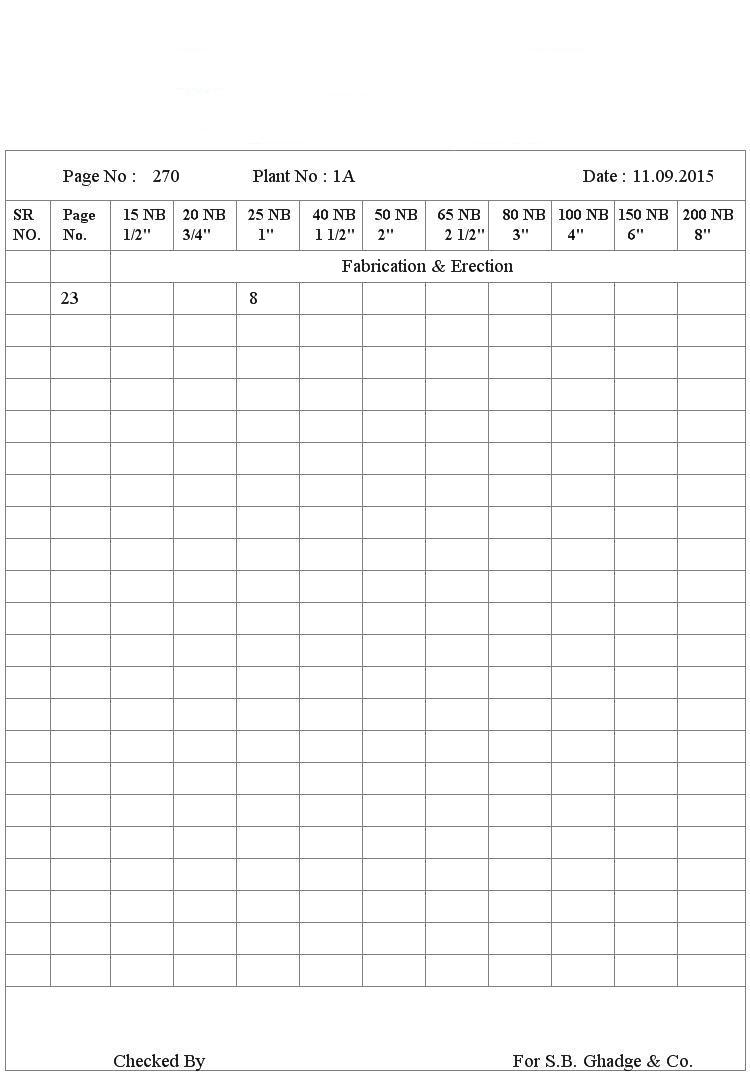 Page No : 270 Plant No : 1A Date : 11.09.2015
SR Page 15 NB 20 NB 25 NB 40 NB 50 NB 65 NB 80 NB 100 NB 150 NB 200 NB
NO. No. 1/2" 3/4" 1" 1 1/2" 2" 2 1/2" 3" 4" 6" 8"
Fabrication & Erection
23 8
Checked By For S.B. Ghadge & Co.